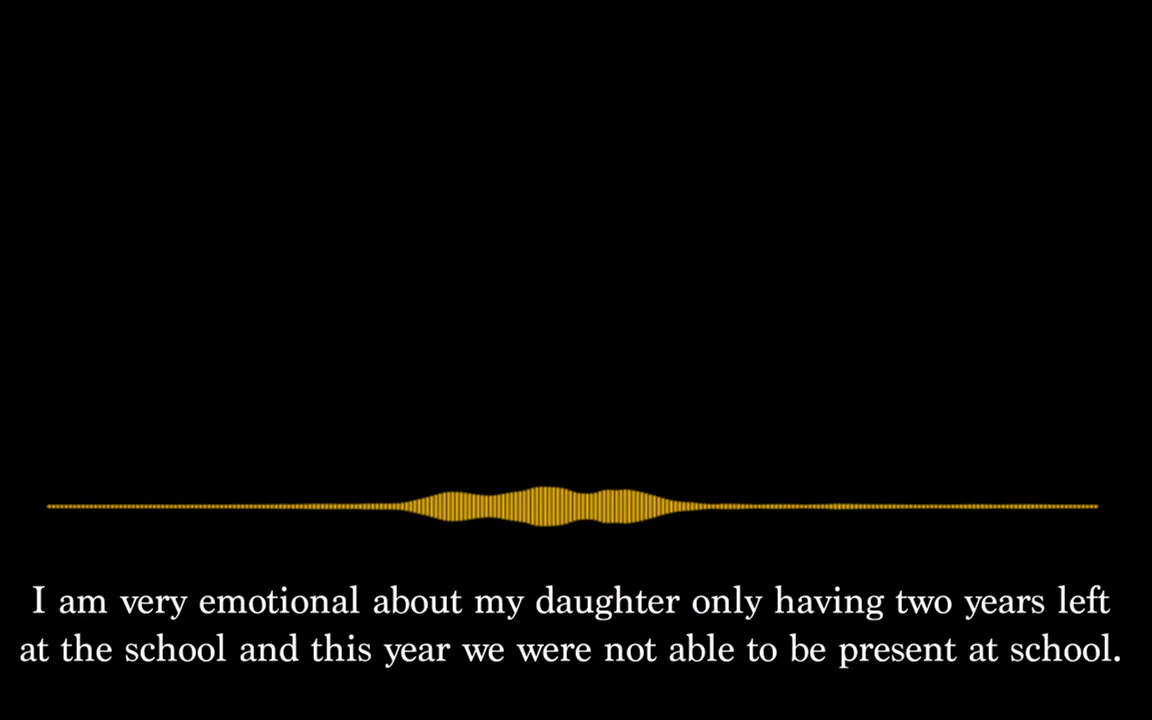 I am very emotional about my daughter only having two years left
at the school and this year we were not able to be present at school.